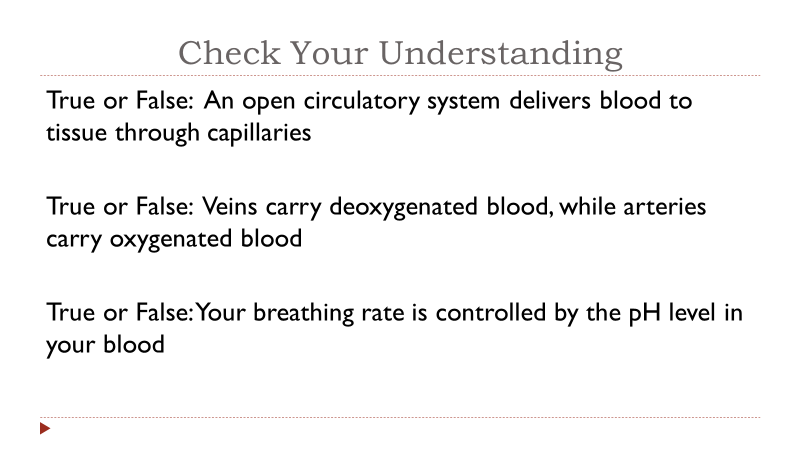 Check Your Understanding
True or False:  An open circulatory system delivers blood to
tissue through capillaries
True or False:  Veins carry deoxygenated blood, while arteries
carry oxygenated blood
True or False: Your breathing rate is controlled by the pH level in
your blood